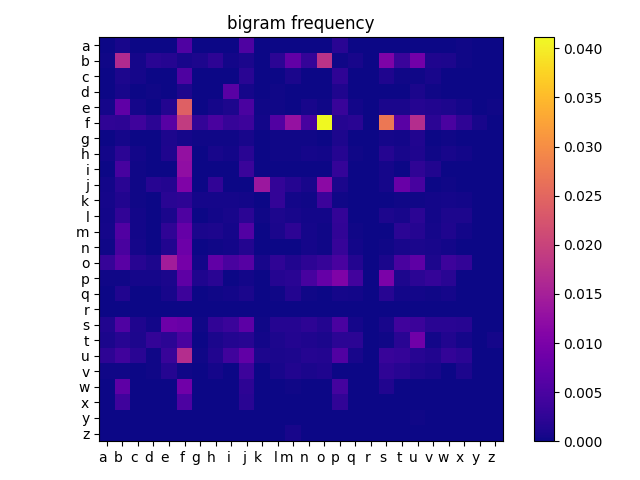 bigram frequency
a
b
c
d
e
f
g
h
i
j
k
l
m
n
o
p
q
r
s
t
u
v
w
x
y
z
a b c d e f g h i j k l m n o p q r s t u v w x y z
0.040
0.035
0.030
0.025
0.020
0.015
0.010
0.005
0.000